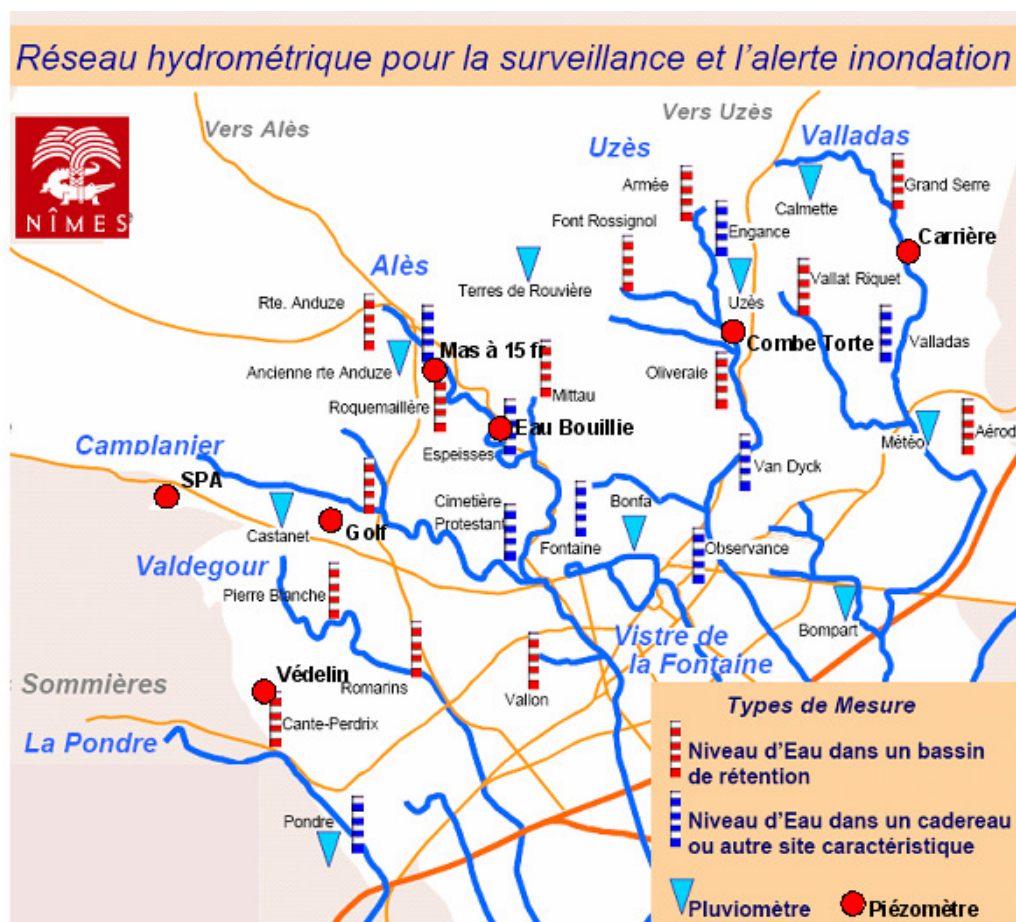 Réseau hydrométrique pour la surveillance et l'alerte inondation
NÎMES
Vers Alès
Vers Uzès
Uzès
Valladas
Armée
Grand Serre
Calmette
Font Rossignol
Engance
Carrière
Alès
Terres de Rouvière
Vallat Riquet
Rte. Anduze
Uzès
Mas à 15 fr
Combe Torte
Valladas
Ancienne rte Anduze
Oliveraie
Mittau
Roquemaillère
Eau Bouillie
Météo
Aérod
Camplanier
Espeisses
Van Dyck
SPA
Cimetière
Protestant
Bonfa
Castanet
Golf
Fontaine
Observance
Valdegour
Pierre Blanche
Bompart
Vistre de
la Fontaine
Sommières
Védelin
Romarins
Vallon
Cante-Perdrix
La Pondre
Pondre
Types de Mesure
Niveau d'Eau dans un bassin
de rétention
Niveau d'Eau dans un cadereau
ou autre site caractéristique
Pluviomètre
Piézomètre